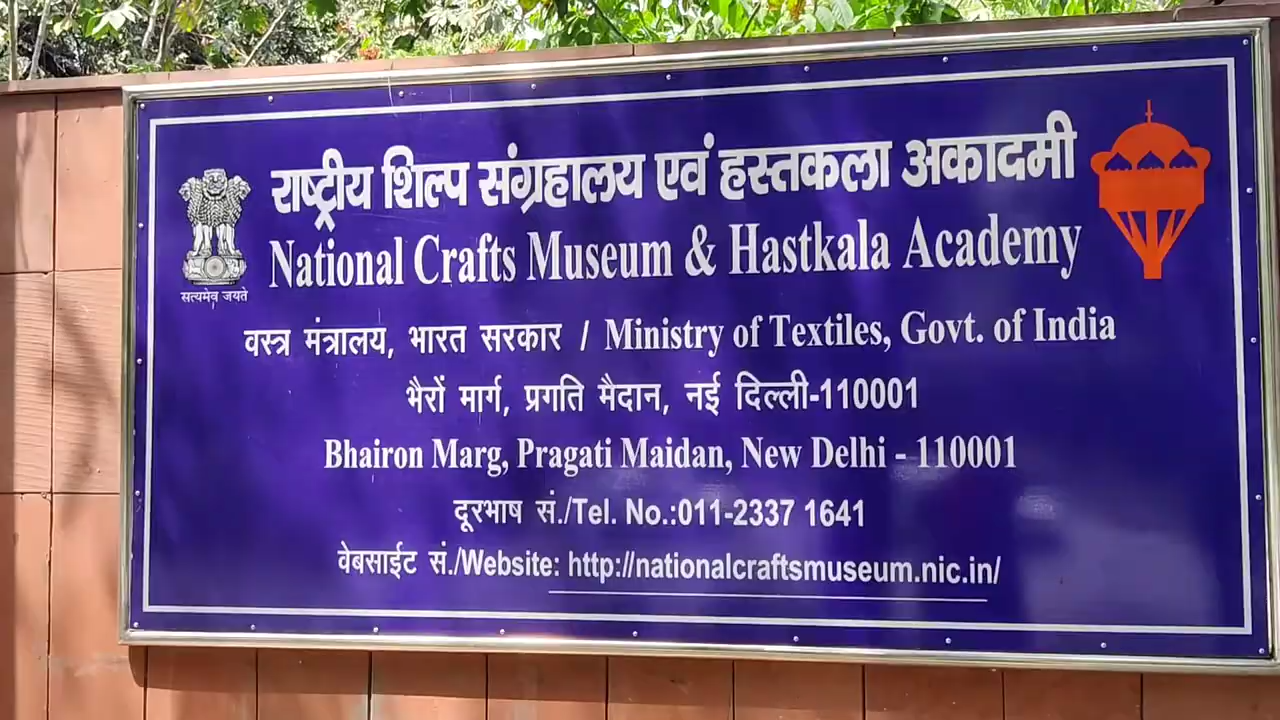 राष्ट्रीय शिल्प संग्रहालय एवं हस्तकला अकादमी
National Crafts Museum & Hastkala Academy
सत्यमेव जयते
वस्त्र मंत्रालय, भारत सरकार / Ministry of Textiles, Govt. of India
भैरों मार्ग, प्रगति मैदान, नई दिल्ली-110001
Bhairon Marg, Pragati Maidan, New Delhi - 110001
दूरभाष सं./Tel. No.:011-2337 1641
वेबसाईट सं./Website: http://nationalcraftsmuseum.nic.in/